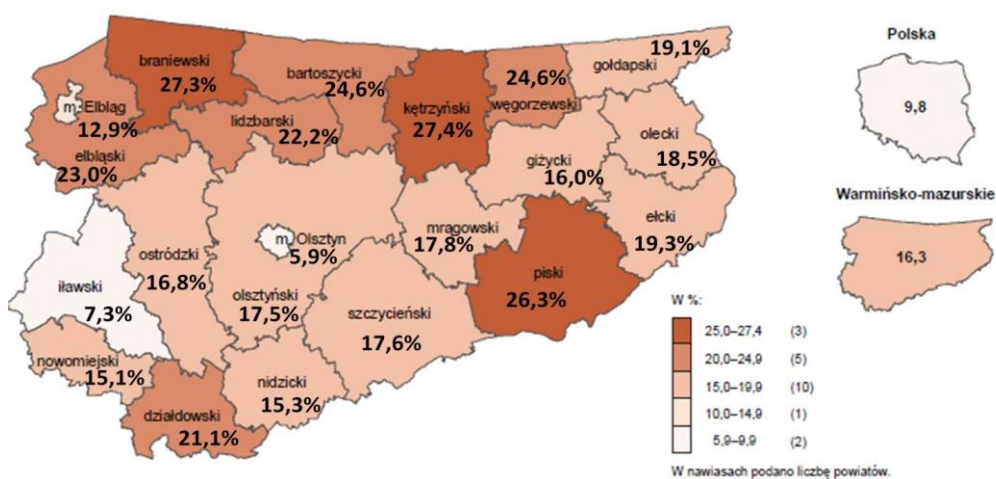 19,1%
gołdapski
Polska
9,8
braniewski
27,3%
bartoszycki
24,6%
24,6%
węgorzewski
m. Elbląg
12,9%
kętrzyński
27,4%
lidzbarski
22,2%
olecki
18,5%
elbląski
23,0%
giżycki
16,0%
Warmińsko-mazurskie
16,3
m. Olsztyn
5,9%
mrągowski
17,8%
ełcki
19,3%
ostródzki
16,8%
piski
26,3%
iławski
7,3%
olsztyński
17,5%
szczycieński
17,6%
nowomiejski
15,1%
nidzicki
15,3%
działdowski
21,1%
W %:
25,0–27,4 (3)
20,0–24,9 (5)
15,0–19,9 (10)
10,0–14,9 (1)
5,9–9,9 (2)
W nawiasach podano liczbę powiatów.